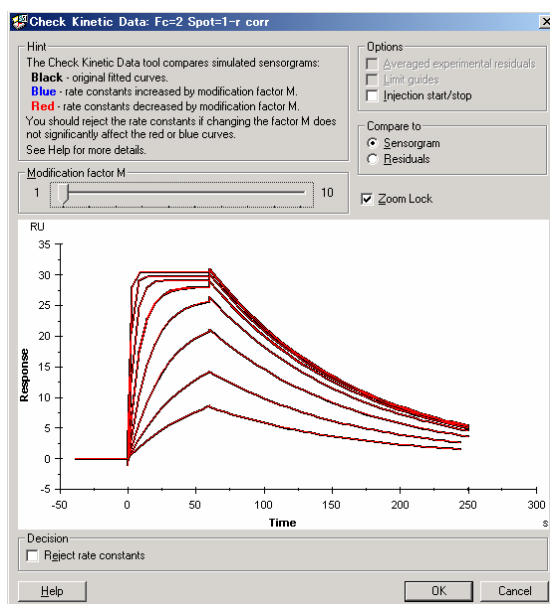 Check Kinetic Data: Fc=2 Spot=1-r corr
Hint
The Check Kinetic Data tool compares simulated sensorgrams:
Black - original fitted curves.
Blue - rate constants increased by modification factor M.
Red - rate constants decreased by modification factor M.
You should reject the rate constants if changing the factor M does
not significantly affect the red or blue curves.
See Help for more details.
Options
Averaged experimental residuals
Limit guides
Injection start/stop
Compare to
Sensorgram
Residuals
Modification factor M
1 10
Zoom Lock
RU
35
30
25
20
15
10
5
0
-5
Response
-50 0 50 100 150 200 250 300
Time
s
Decision
Reject rate constants
Help OK Cancel